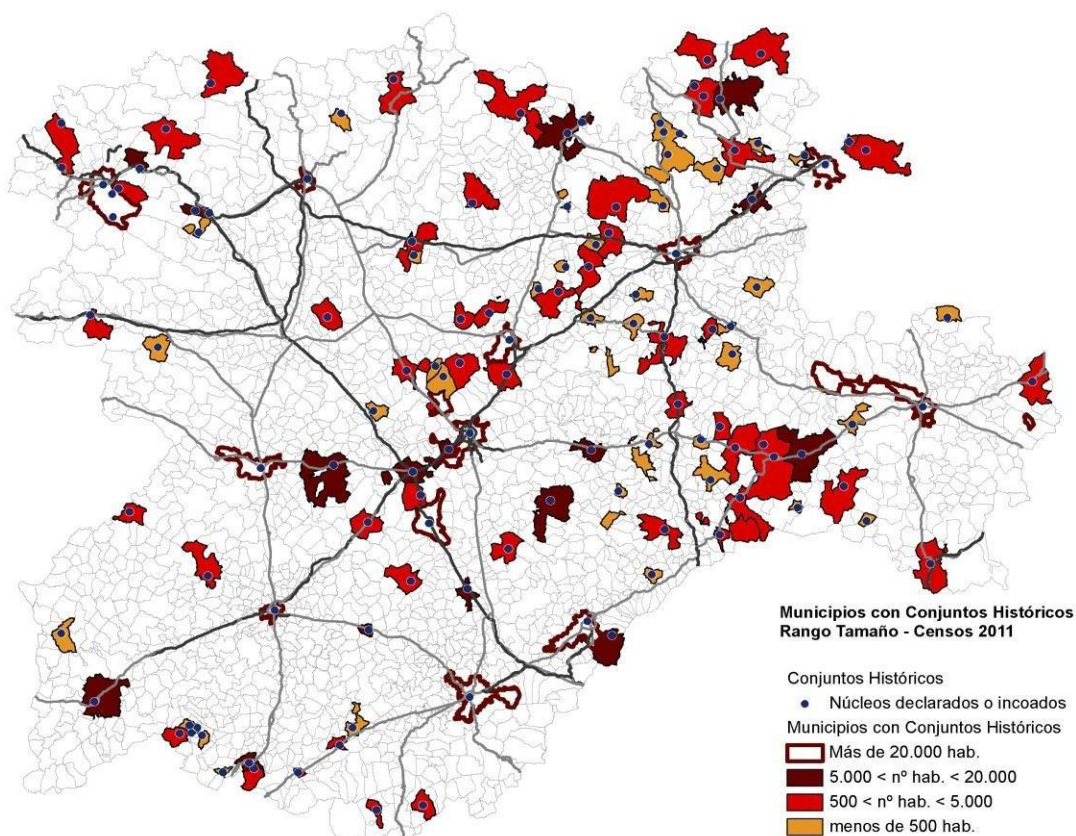 Municipios con Conjuntos Históricos
Rango Tamaño - Censos 2011
Conjuntos Históricos
Núcleos declarados o incoados
Municipios con Conjuntos Históricos
Más de 20.000 hab.
5.000 < nº hab. < 20.000
500 < nº hab. < 5.000
menos de 500 hab.